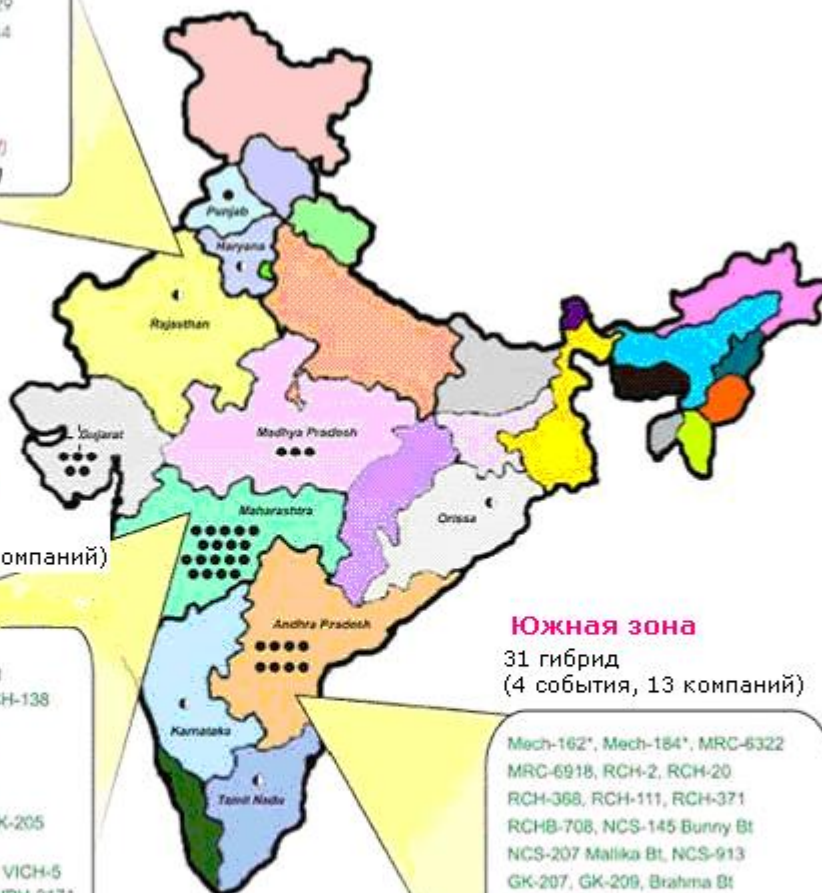 Punjab
Haryana
Rajasthan
Gujarat
Madhya Pradesh
Maharashtra
Orissa
омпаний)
Andhra Pradesh
Южная зона
31 гибрид
(4 события, 13 компаний)
H-138
Karnataka
Mech-162*, Mech-184*, MRC-6322
MRC-6918, RCH-2, RCH-20
RCH-368, RCH-111, RCH-371
RCHB-708, NCS-145 Bunny Bt
NCS-207 Mallika Bt, NCS-913
GK-207, GK-209, Brahma Bt
Tamil Nadu
K-205
VICH-5